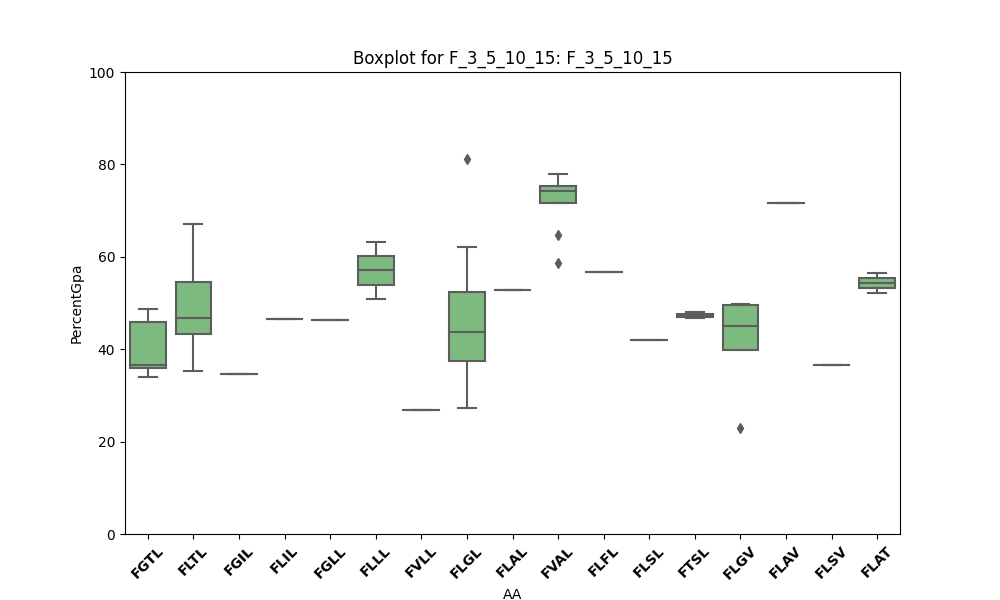 Boxplot for F_3_5_10_15: F_3_5_10_15
100
80
60
40
20
0
PercentGpa
FGTL FLTL FGIL FLIL FGLL FLLL FVLL FLGL FLAL FVAL FLFL FLSL FTSL FLGV FLAV FLSV FLAT
AA